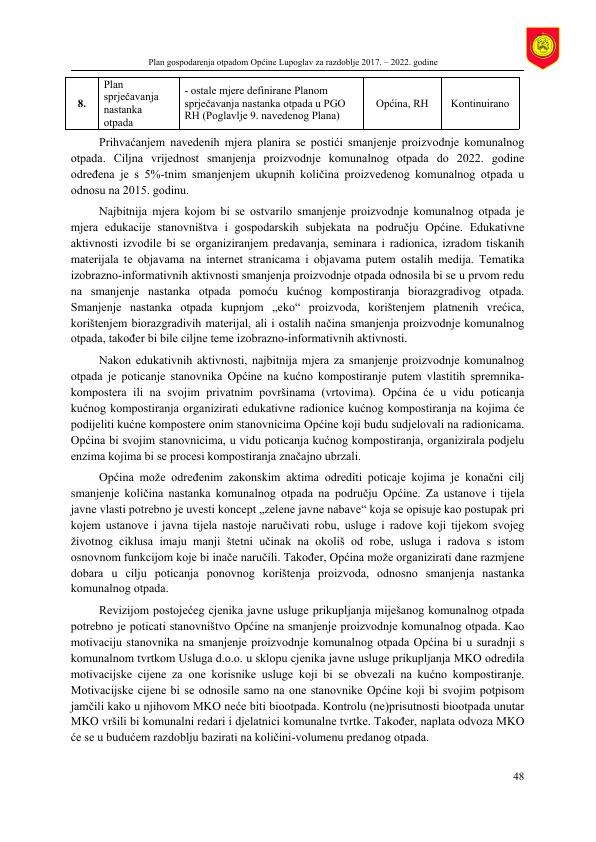 Plan gospodarenja otpadom Općine Lupoglav za razdoblje 2017. – 2022. godine
8.
Plan
sprječavanja
nastanka
otpada
- ostale mjere definirane Planom
sprječavanja nastanka otpada u PGO
RH (Poglavlje 9. navedenog Plana)
Općina, RH
Kontinuirano
Prihvaćanjem navedenih mjera planira se postići smanjenje proizvodnje komunalnog
otpada. Ciljna vrijednost smanjenja proizvodnje komunalnog otpada do 2022. godine
određena je s 5%-tnim smanjenjem ukupnih količina proizvedenog komunalnog otpada u
odnosu na 2015. godinu.
Najbitnija mjera kojom bi se ostvarilo smanjenje proizvodnje komunalnog otpada je
mjera edukacije stanovništva i gospodarskih subjekata na području Općine. Edukativne
aktivnosti izvodile bi se organiziranjem predavanja, seminara i radionica, izradom tiskanih
materijala te objavama na internet stranicama i objavama putem ostalih medija. Tematika
izobrazno-informativnih aktivnosti smanjenja proizvodnje otpada odnosila bi se u prvom redu
na smanjenje nastanka otpada pomoću kućnog kompostiranja biorazgradivog otpada.
Smanjenje nastanka otpada kupnjom „eko“ proizvoda, korištenjem platnenih vrećica,
korištenjem biorazgradivih materijal, ali i ostalih načina smanjenja proizvodnje komunalnog
otpada, također bi bile ciljne teme izobrazno-informativnih aktivnosti.
Nakon edukativnih aktivnosti, najbitnija mjera za smanjenje proizvodnje komunalnog
otpada je poticanje stanovnika Općine na kućno kompostiranje putem vlastitih spremnika-
kompostera ili na svojim privatnim površinama (vrtovima). Općina će u vidu poticanja
kućnog kompostiranja organizirati edukativne radionice kućnog kompostiranja na kojima će
podijeliti kućne kompostere onim stanovnicima Općine koji budu sudjelovali na radionicama.
Općina bi svojim stanovnicima, u vidu poticanja kućnog kompostiranja, organizirala podjelu
enzima kojima bi se procesi kompostiranja značajno ubrzali.
Općina može određenim zakonskim aktima odrediti poticaje kojima je konačni cilj
smanjenje količina nastanka komunalnog otpada na području Općine. Za ustanove i tijela
javne vlasti potrebno je uvesti koncept „zelene javne nabave“ koja se opisuje kao postupak pri
kojem ustanove i javna tijela nastoje naručivati robu, usluge i radove koji tijekom svojeg
životnog ciklusa imaju manji štetni učinak na okoliš od robe, usluga i radova s istom
osnovnom funkcijom koje bi inače naručili. Također, Općina može organizirati dane razmjene
dobara u cilju poticanja ponovnog korištenja proizvoda, odnosno smanjenja nastanka
komunalnog otpada.
Revizijom postojećeg cjenika javne usluge prikupljanja miješanog komunalnog otpada
potrebno je poticati stanovništvo Općine na smanjenje proizvodnje komunalnog otpada. Kao
motivaciju stanovnika na smanjenje proizvodnje komunalnog otpada Općina bi u suradnji s
komunalnom tvrtkom Usluga d.o.o. u sklopu cjenika javne usluge prikupljanja MKO odredila
motivacijske cijene za one korisnike usluge koji bi se obvezali na kućno kompostiranje.
Motivacijske cijene bi se odnosile samo na one stanovnike Općine koji bi svojim potpisom
jamčili kako u njihovom MKO neće biti biootpada. Kontrolu (ne)prisutnosti biootpada unutar
MKO vršili bi komunalni redari i djelatnici komunalne tvrtke. Također, naplata odvoza MKO
će se u budućem razdoblju bazirati na količini-volumenu predanog otpada.
48